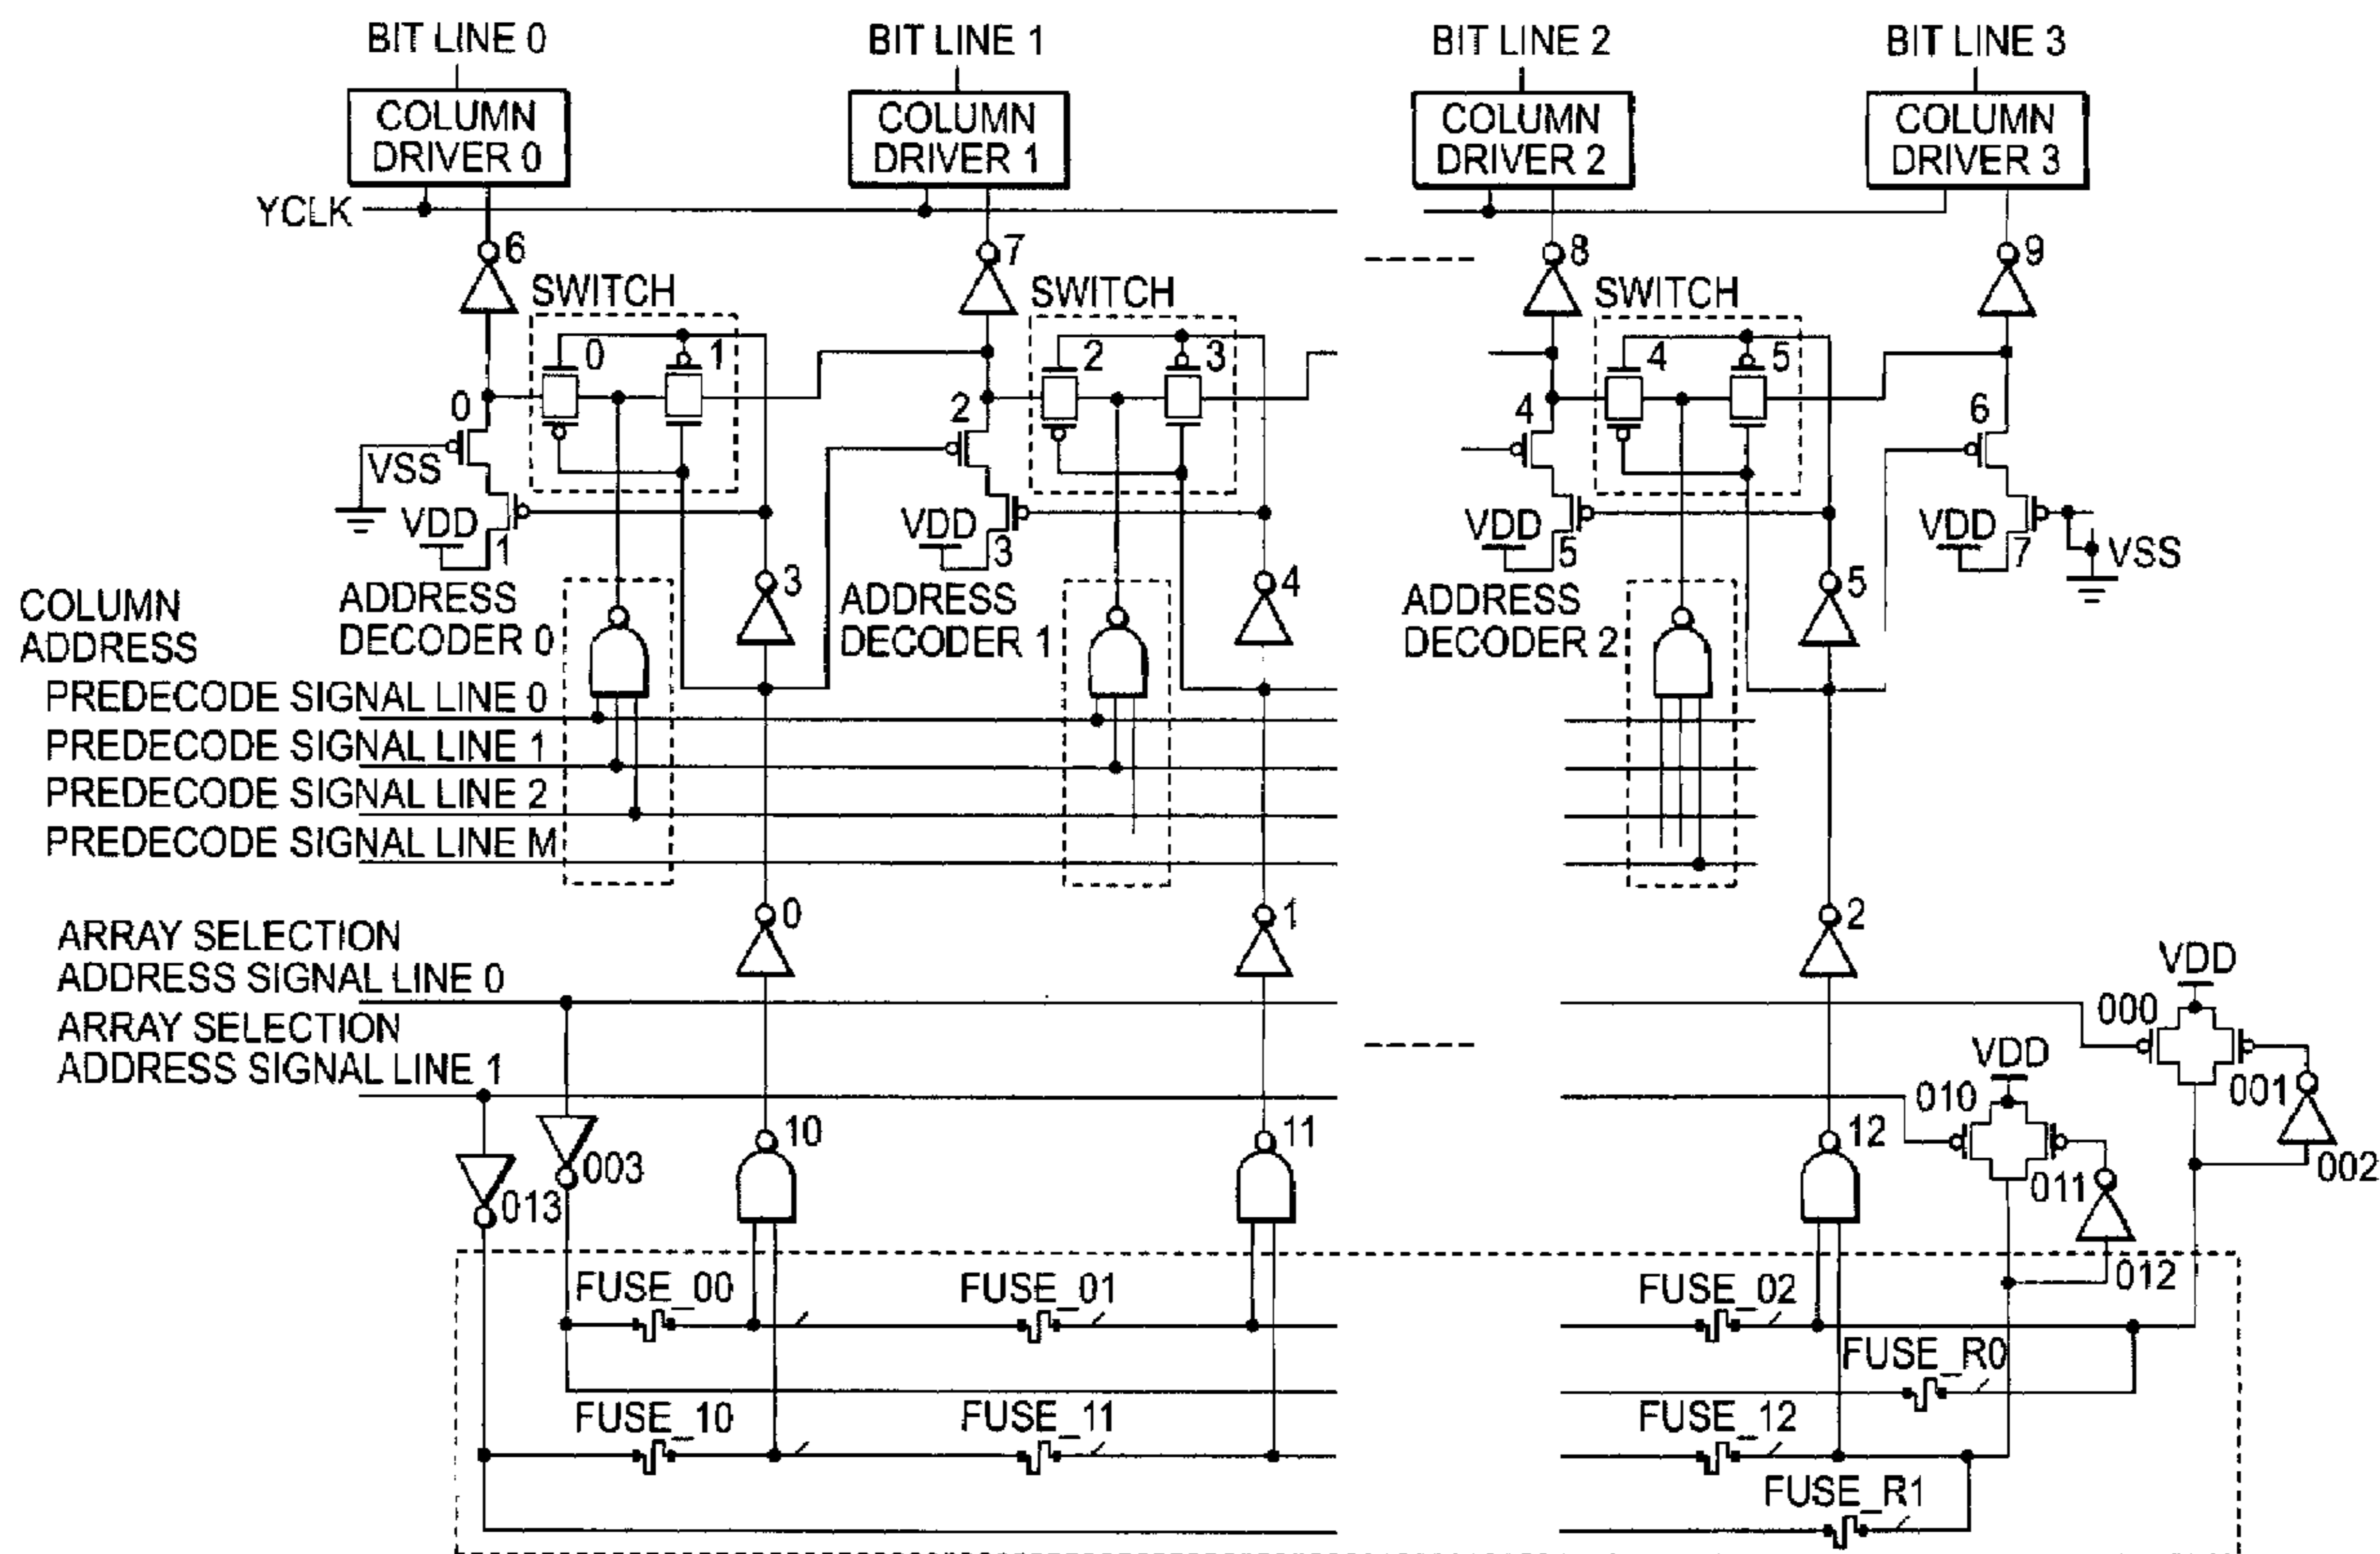 BIT LINE 0
BIT LINE 1
BIT LINE 2
BIT LINE 3
COLUMN
DRIVER 0
COLUMN
DRIVER 1
COLUMN
DRIVER 2
COLUMN
DRIVER 3
YCLK
6
7
8
9
SWITCH
SWITCH
SWITCH
0
1
2
3
4
5
0
2
4
6
VSS
VDD
1
VDD
3
VDD
5
VDD
7
VSS
COLUMN
ADDRESS
ADDRESS
DECODER 0
3
ADDRESS
DECODER 1
4
ADDRESS
DECODER 2
5
PREDECODE SIGNAL LINE 0
PREDECODE SIGNAL LINE 1
PREDECODE SIGNAL LINE 2
PREDECODE SIGNAL LINE M
0
1
2
ARRAY SELECTION
ADDRESS SIGNAL LINE 0
ARRAY SELECTION
ADDRESS SIGNAL LINE 1
VDD
000
001
002
VDD
010
011
012
003
013
10
11
12
FUSE_00
FUSE_01
FUSE_02
FUSE_R0
FUSE_10
FUSE_11
FUSE_12
FUSE_R1